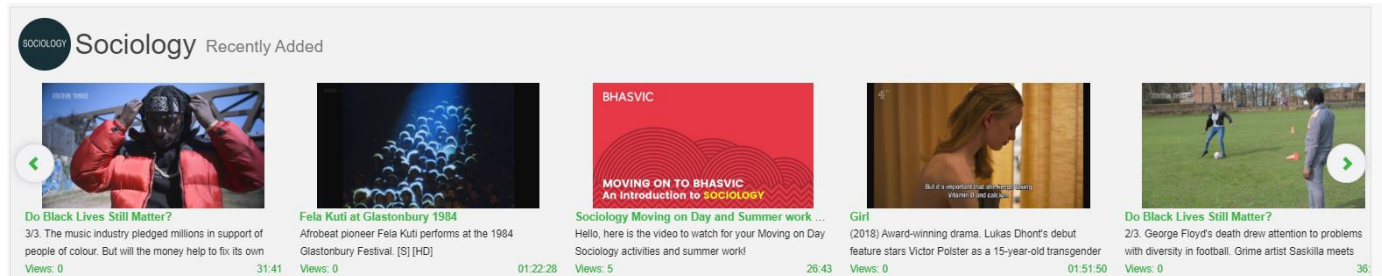 SOCIOLOGY
Sociology Recently Added
BBC THREE
Do Black Lives Still Matter?
3/3. The music industry pledged millions in support of
people of colour. But will the money help to fix its own
Views: 0 31:41
Fela Kuti at Glastonbury 1984
Afrobeat pioneer Fela Kuti performs at the 1984
Glastonbury Festival. [S] [HD]
Views: 0 01:22:28
BHASVIC
MOVING ON TO BHASVIC
An Introduction to SOCIOLOGY
Sociology Moving on Day and Summer work ...
Hello, here is the video to watch for your Moving on Day
Sociology activities and summer work!
Views: 5 26:43
4
But it's important that she keeps taking
vitamin D and calcium.
Girl
(2018) Award-winning drama. Lukas Dhont's debut
feature stars Victor Polster as a 15-year-old transgender
Views: 0 01:51:50
BBC THREE
Do Black Lives Still Matter?
2/3. George Floyd's death drew attention to problems
with diversity in football. Grime artist Saskilla meets
Views: 0 36: